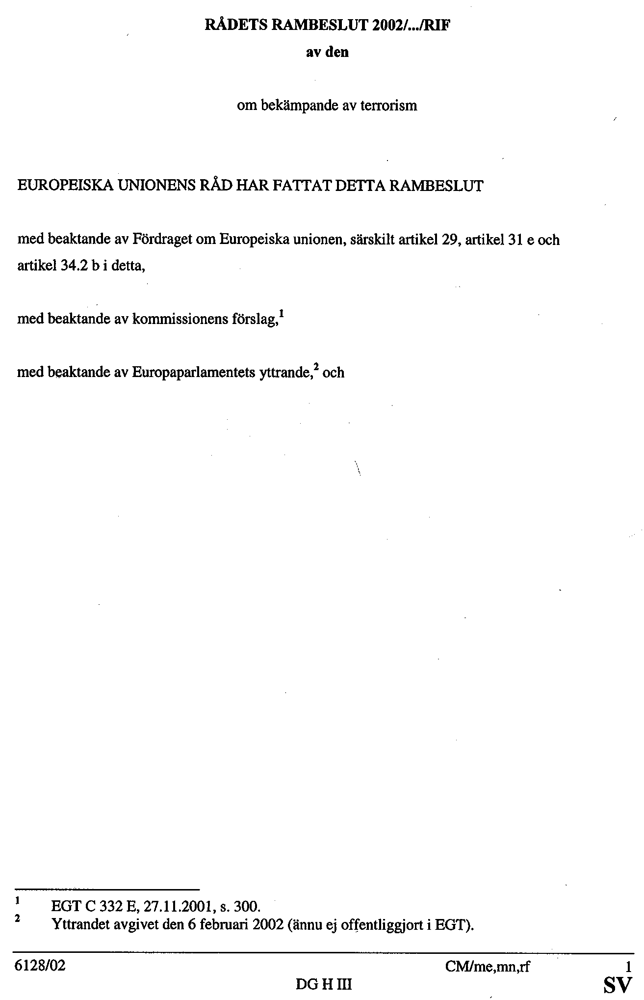 RÅDETS RAMBESLUT 2002/.../RIF
av den
om bekämpande av terrorism
EUROPEISKA UNIONENS RÅD HAR FATTAT DETTA RAMBESLUT
med beaktande av Fördraget om Europeiska unionen, särskilt artikel 29, artikel 31 e och
artikel 34.2 b i detta,
med beaktande av kommissionens förslag,¹
med beaktande av Europaparlamentets yttrande,² och
¹ EGT C 332 E, 27.11.2001, s. 300.
² Yttrandet avgivet den 6 februari 2002 (ännu ej offentliggjort i EGT).
6128/02 CM/me,mn,rf 1
DG H III SV